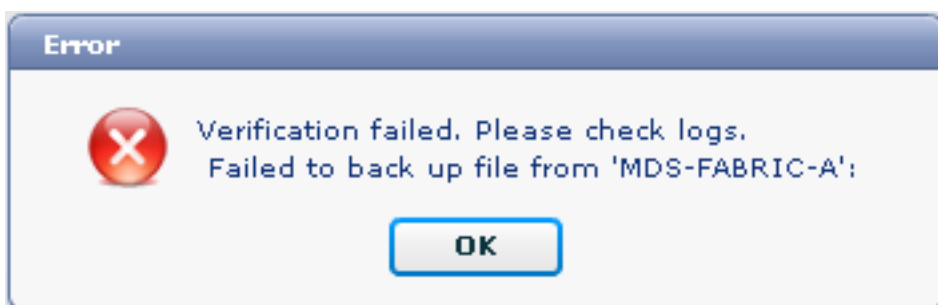 Error
Verification failed. Please check logs.
Failed to back up file from 'MDS-FABRIC-A':
OK